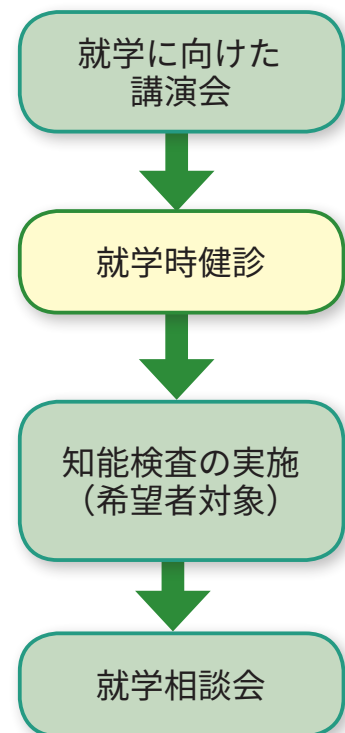 就学に向けた
講演会
就学時健診
知能検査の実施
（希望者対象）
就学相談会